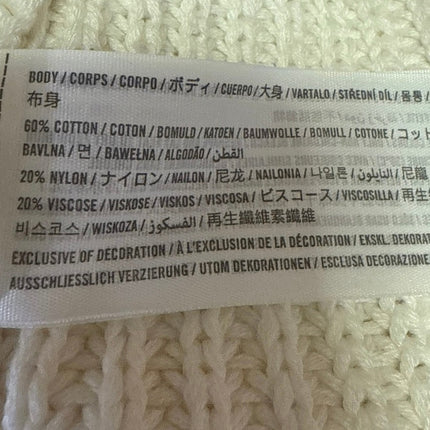 BODY / CORPS / CORPO / ボディ / CUERPO / 大身 / VARTALO / STŘEDNÍ DÍL / 몸통 /
布身
60% COTTON / COTON / BOMULD / KATOEN / BAUMWOLLE / BOMULL / COTONE / コット
BAVLNA / 면 / BAWEŁNA / ALGODÃO / القطن
20% NYLON / ナイロン / NAILON / 尼龙 / NAILONIA / 나일론 / النايلون / 尼龍
20% VISCOSE / VISKOSE / VISKOS / VISCOSA / ビスコース / VISCOSILLA / 再生
비스코스 / WISKOZA / الفسكوز / 再生纖維素纖維
EXCLUSIVE OF DECORATION / À L'EXCLUSION DE LA DÉCORATION / EKSKL. DEKORAT
AUSSCHLIESSLICH VERZIERUNG / UTOM DEKORATIONEN / ESCLUSA DECORAZIONE